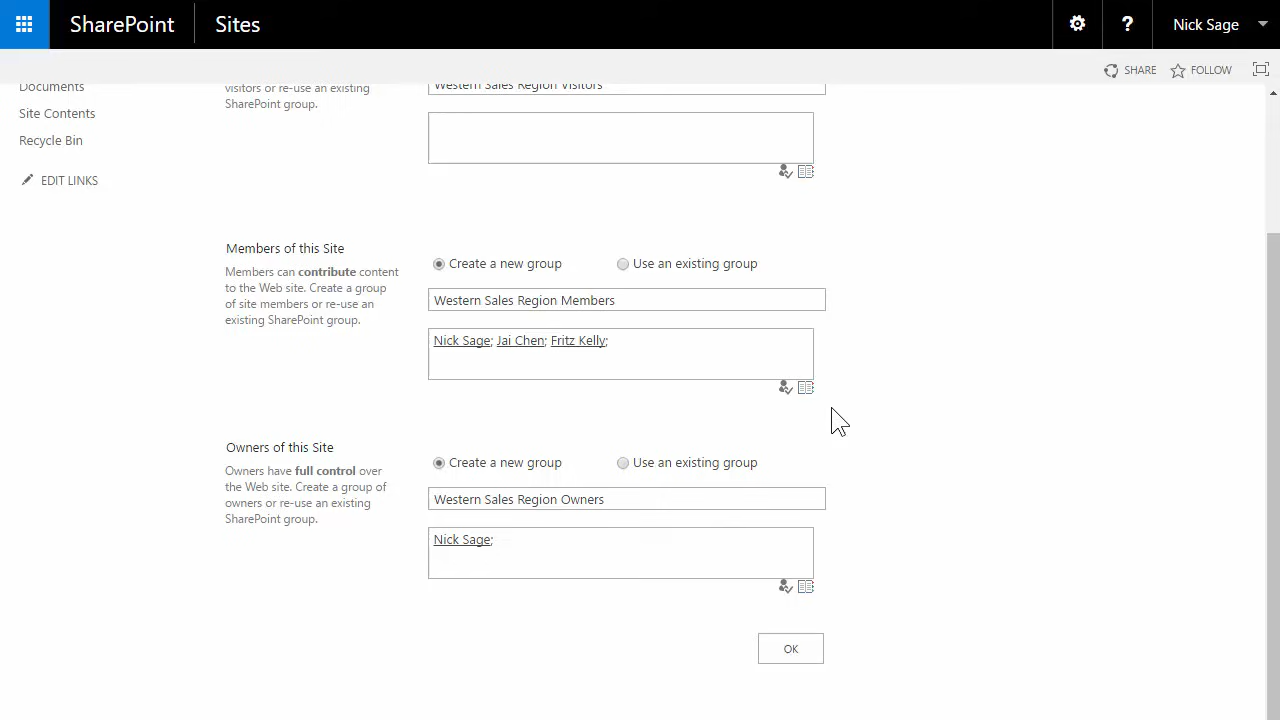 SharePoint Sites ? Nick Sage
SHARE FOLLOW
Documents
Site Contents
Recycle Bin
EDIT LINKS
visitors or re-use an existing
SharePoint group.
Western Sales Region Visitors
Members of this Site
Members can contribute content
to the Web site. Create a group
of site members or re-use an
existing SharePoint group.
Create a new group Use an existing group
Western Sales Region Members
Nick Sage; Jai Chen; Fritz Kelly;
Owners of this Site
Owners have full control over
the Web site. Create a group of
owners or re-use an existing
SharePoint group.
Create a new group Use an existing group
Western Sales Region Owners
Nick Sage;
OK